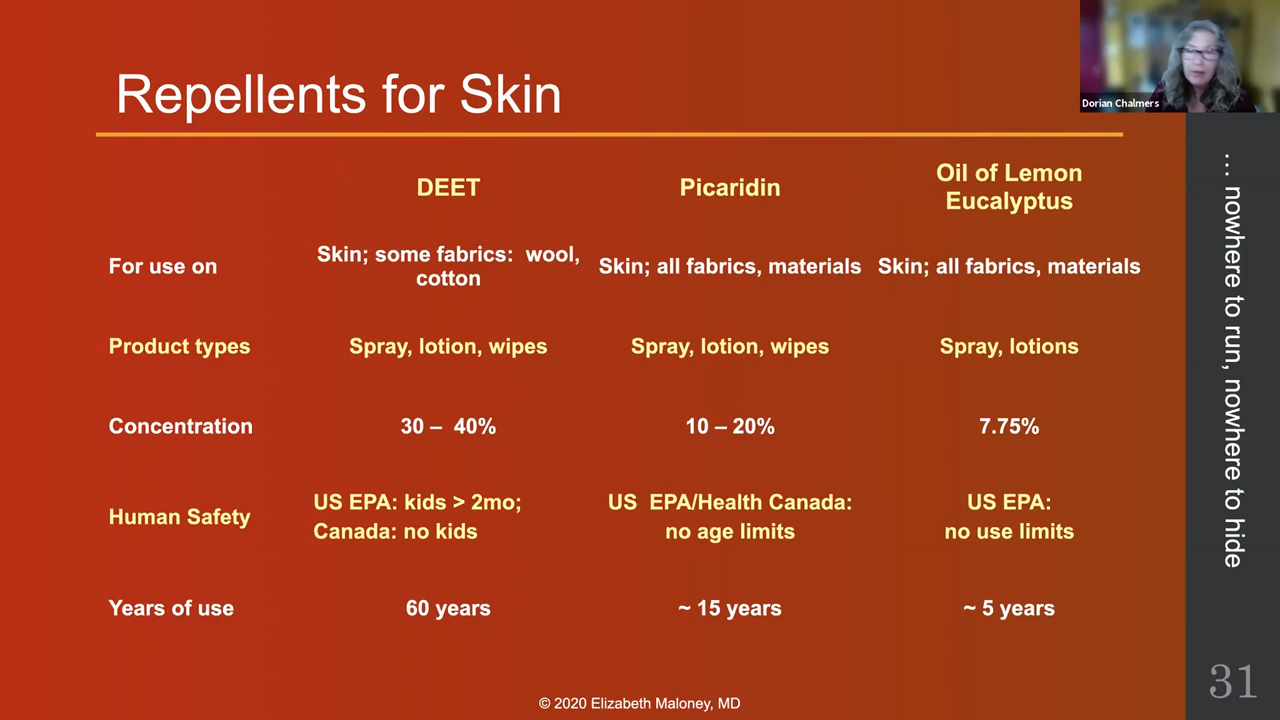 Repellents for Skin
Dorian Chalmers
DEET
Picaridin
Oil of Lemon
Eucalyptus
For use on
Skin; some fabrics: wool,
cotton
Skin; all fabrics, materials
Skin; all fabrics, materials
Product types
Spray, lotion, wipes
Spray, lotion, wipes
Spray, lotions
Concentration
30 – 40%
10 – 20%
7.75%
Human Safety
US EPA: kids > 2mo;
Canada: no kids
US EPA/Health Canada:
no age limits
US EPA:
no use limits
Years of use
60 years
~ 15 years
~ 5 years
... nowhere to run, nowhere to hide
© 2020 Elizabeth Maloney, MD
31